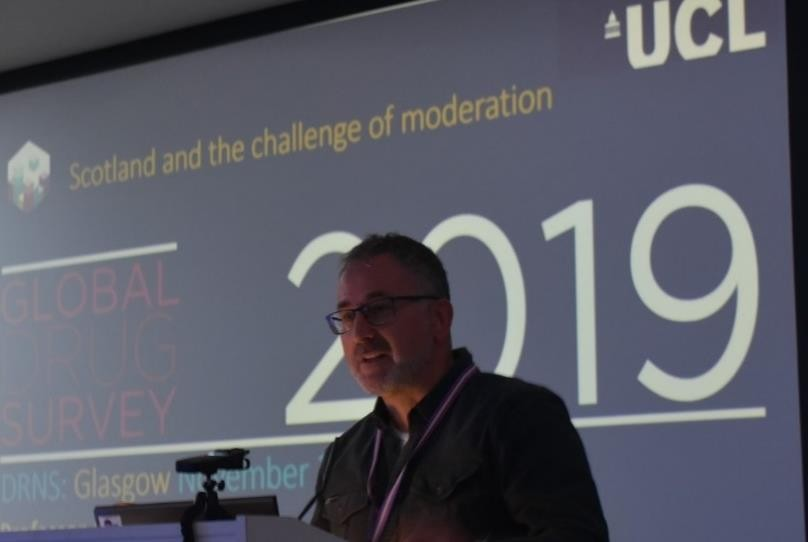 UCL
Scotland and the challenge of moderation
GLOBAL
DRUG
SURVEY
2019
DRNS: Glasgow November